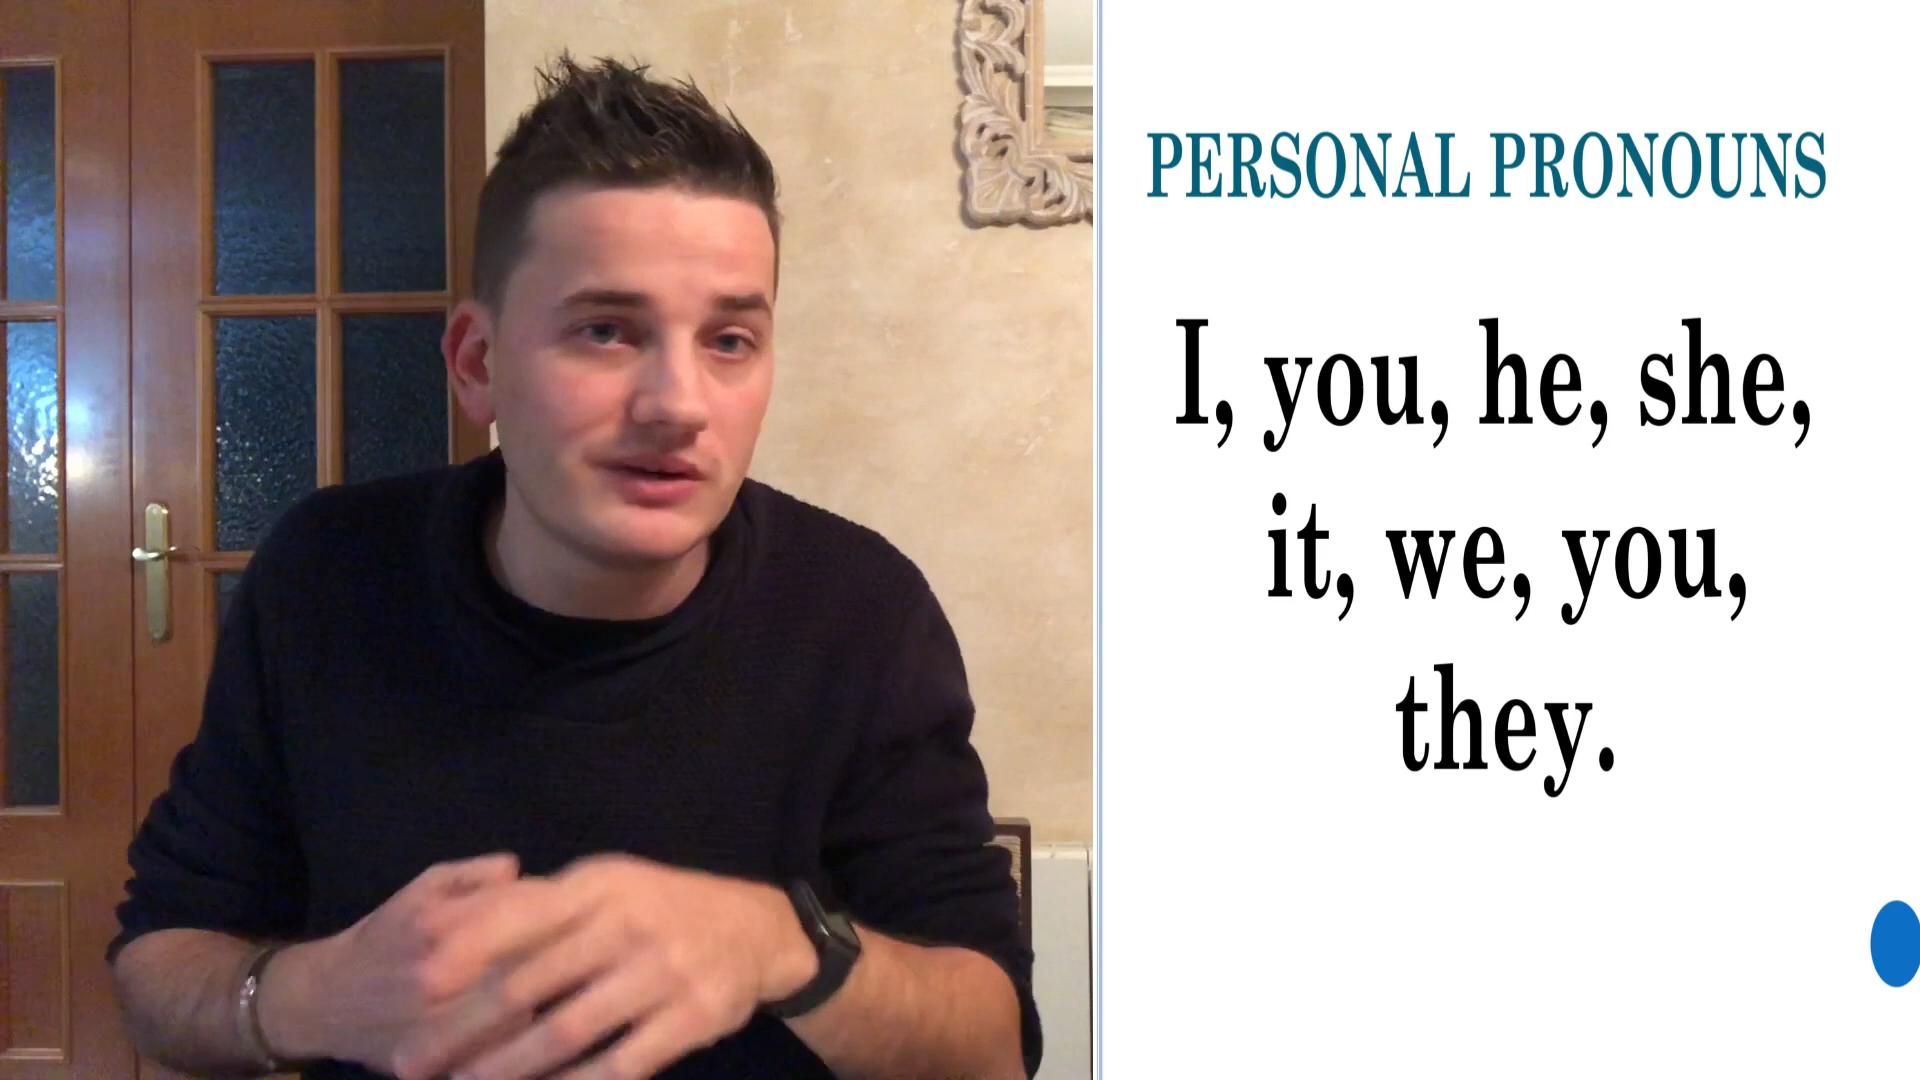 PERSONAL PRONOUNS
I, you, he, she,
it, we, you,
they.